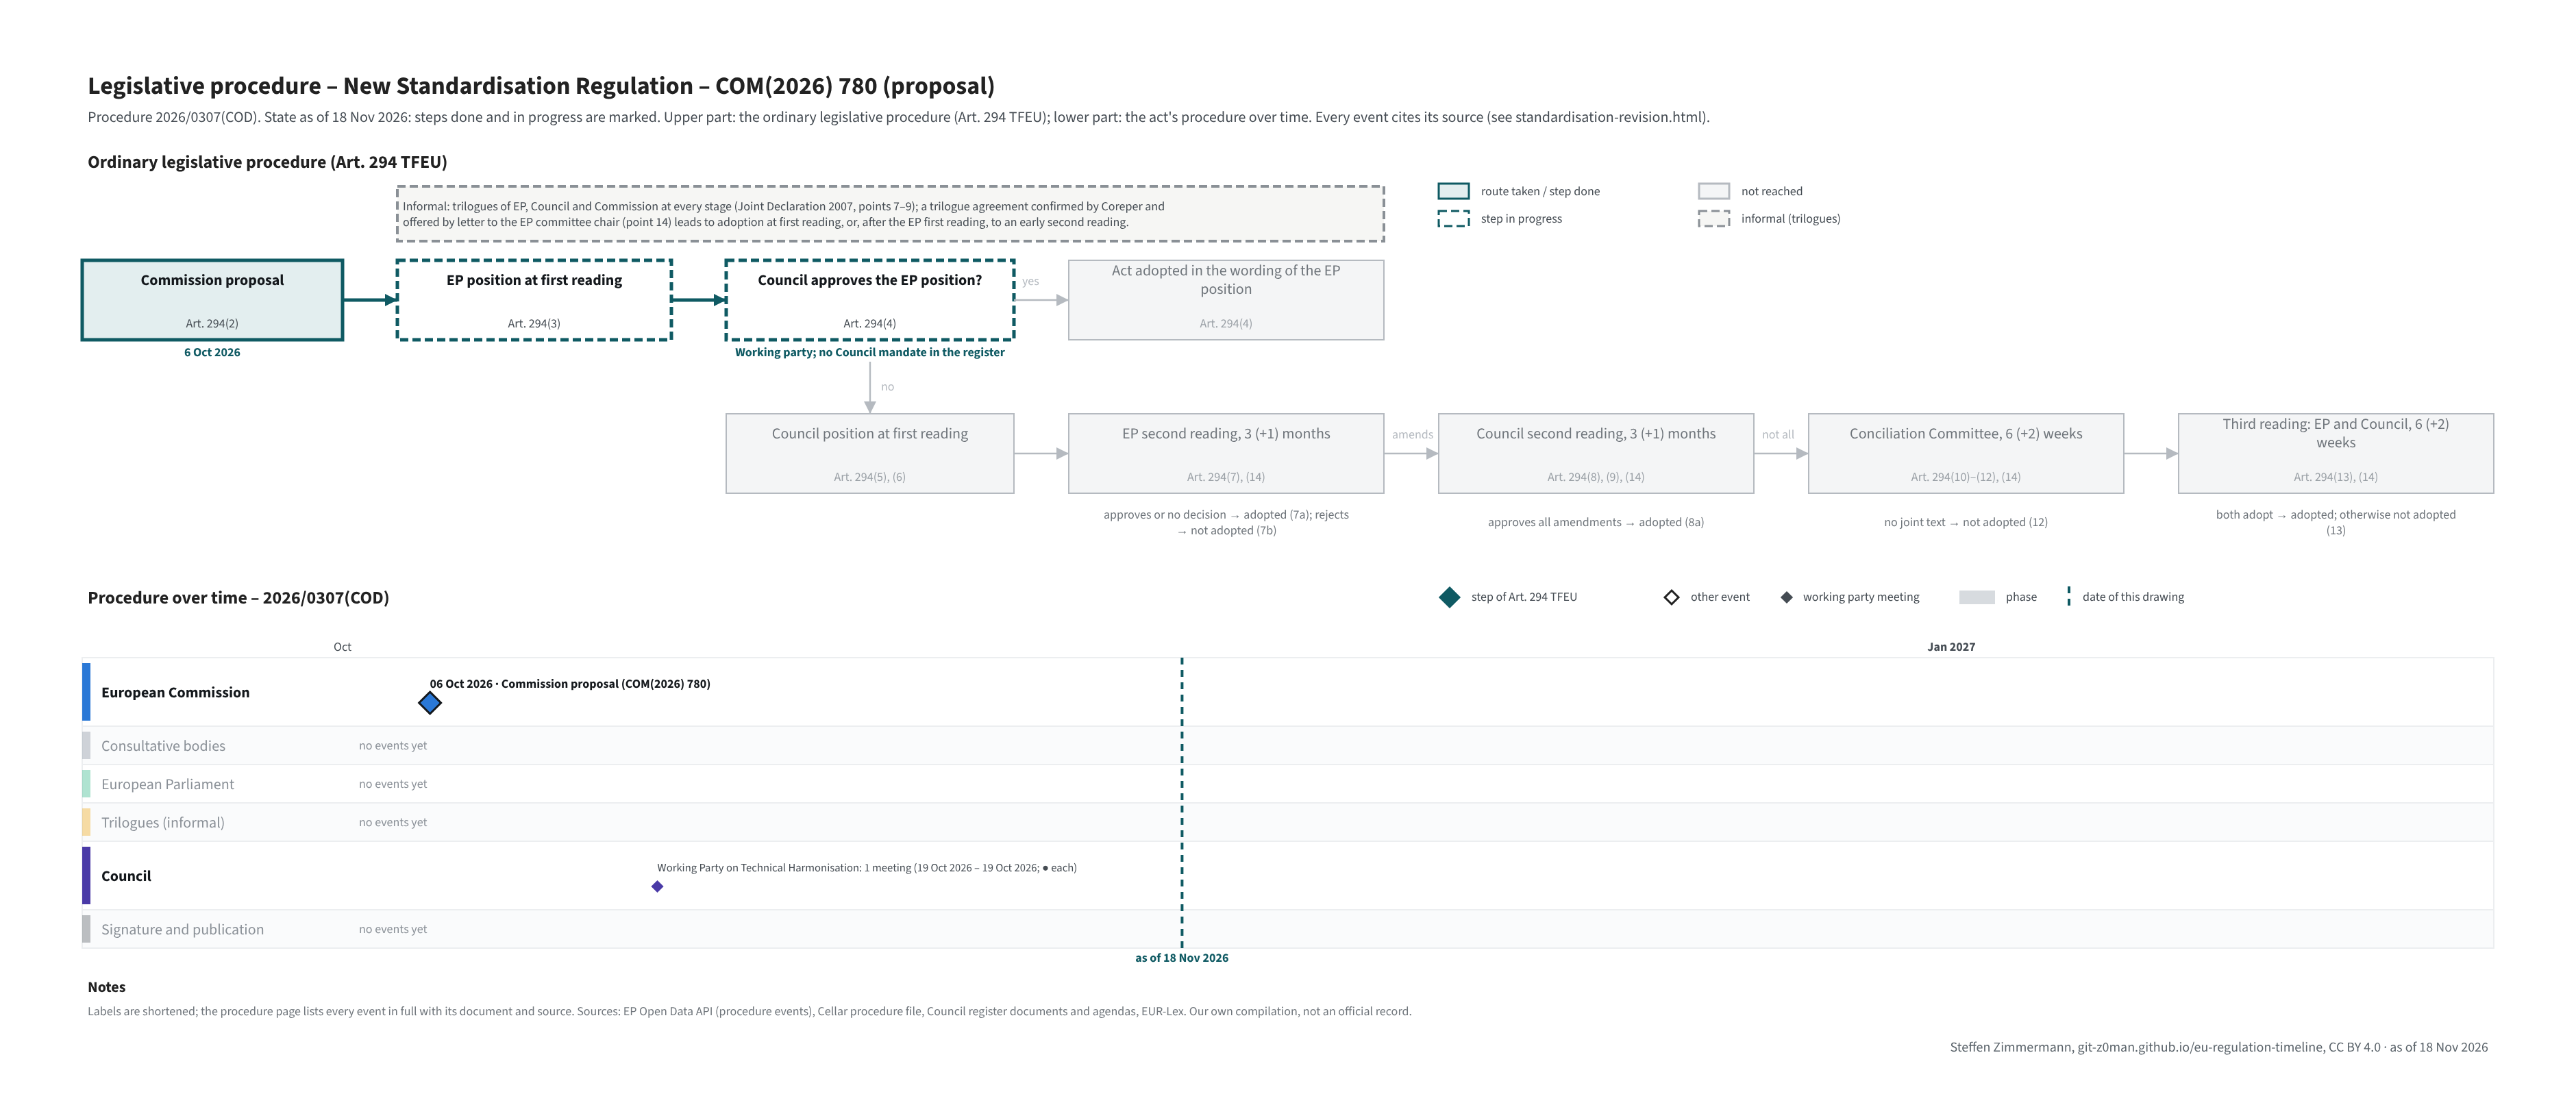 Legislative procedure – New Standardisation Regulation – COM(2026) 780 (proposal)
Procedure 2026/0307(COD). State as of 18 Nov 2026: steps done and in progress are marked. Upper part: the ordinary legislative procedure (Art. 294 TFEU); lower part: the act's procedure over time. Every event cites its source (see standardisation-revision.html).
Ordinary legislative procedure (Art. 294 TFEU)
Informal: trilogues of EP, Council and Commission at every stage (Joint Declaration 2007, points 7–9); a trilogue agreement confirmed by Coreper and
offered by letter to the EP committee chair (point 14) leads to adoption at first reading, or, after the EP first reading, to an early second reading.
route taken / step done
not reached
step in progress
informal (trilogues)
Commission proposal
Art. 294(2)
6 Oct 2026
EP position at first reading
Art. 294(3)
Council approves the EP position?
Art. 294(4)
Working party; no Council mandate in the register
yes
Act adopted in the wording of the EP
position
Art. 294(4)
no
Council position at first reading
Art. 294(5), (6)
EP second reading, 3 (+1) months
Art. 294(7), (14)
approves or no decision → adopted (7a); rejects
→ not adopted (7b)
amends
Council second reading, 3 (+1) months
Art. 294(8), (9), (14)
approves all amendments → adopted (8a)
not all
Conciliation Committee, 6 (+2) weeks
Art. 294(10)–(12), (14)
no joint text → not adopted (12)
Third reading: EP and Council, 6 (+2)
weeks
Art. 294(13), (14)
both adopt → adopted; otherwise not adopted
(13)
Procedure over time – 2026/0307(COD)
step of Art. 294 TFEU
other event
working party meeting
phase
date of this drawing
Oct
Jan 2027
European Commission
06 Oct 2026 · Commission proposal (COM(2026) 780)
Consultative bodies
no events yet
European Parliament
no events yet
Trilogues (informal)
no events yet
Council
Working Party on Technical Harmonisation: 1 meeting (19 Oct 2026 – 19 Oct 2026; ● each)
Signature and publication
no events yet
as of 18 Nov 2026
Notes
Labels are shortened; the procedure page lists every event in full with its document and source. Sources: EP Open Data API (procedure events), Cellar procedure file, Council register documents and agendas, EUR-Lex. Our own compilation, not an official record.
Steffen Zimmermann, git-z0man.github.io/eu-regulation-timeline, CC BY 4.0 · as of 18 Nov 2026